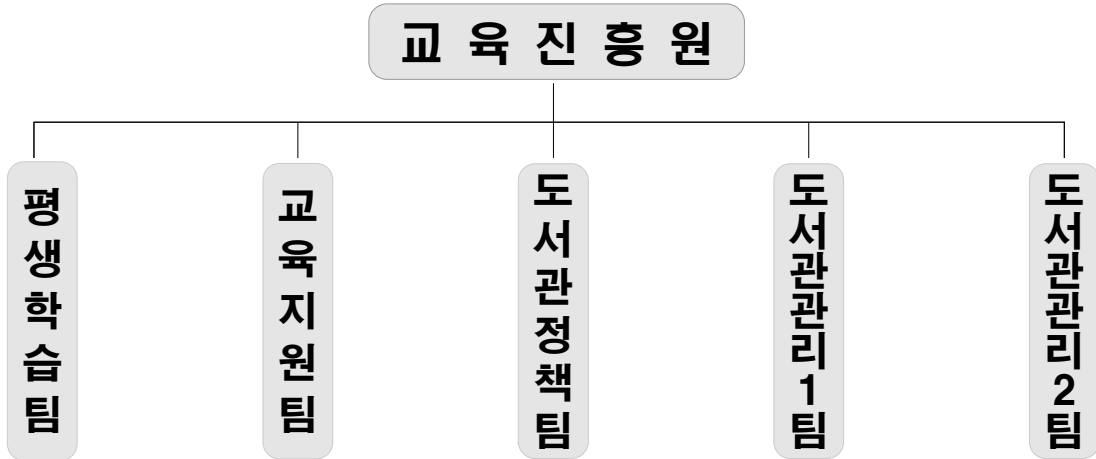 교육진흥원
평생학습팀
교육지원팀
도서관정책팀
도서관관리1팀
도서관관리2팀